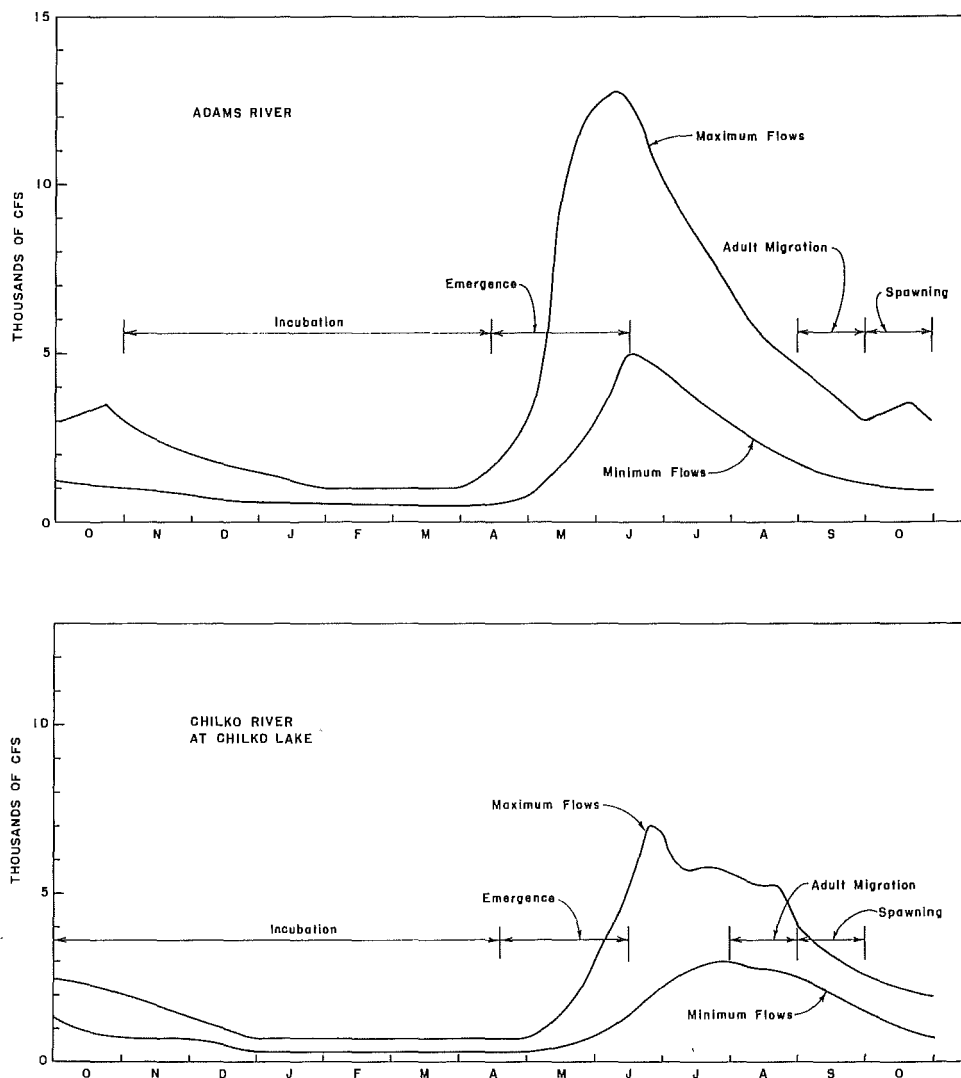 15
ADAMS RIVER
Maximum Flows
THOUSANDS OF CFS
10
Adult Migration
Emergence
Spawning
Incubation
5
Minimum Flows
0
O N D J F M A M J J A S O
CHILKO RIVER
AT CHILKO LAKE
10
THOUSANDS OF CFS
Maximum Flows
5
Emergence
Adult Migration
Spawning
Incubation
Minimum Flows
0
O N D J F M A M J J A S O